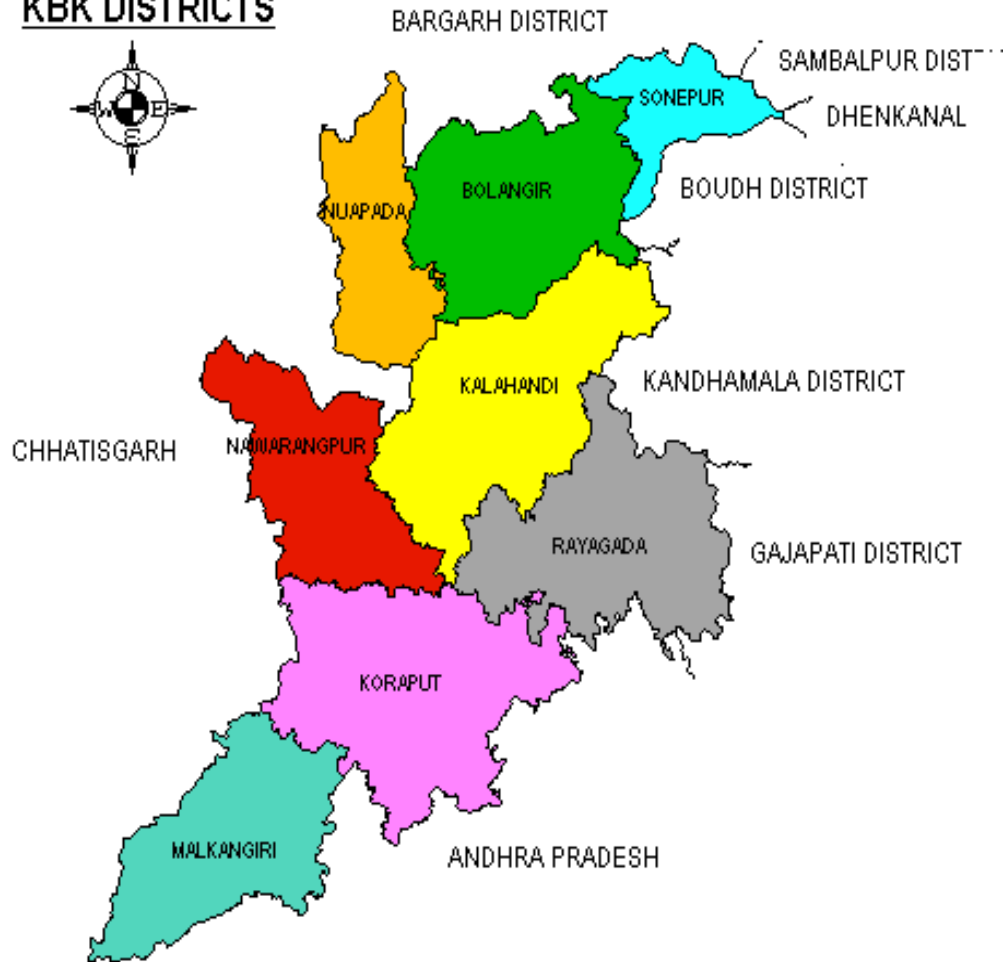 KBK DISTRICTS
BARGARH DISTRICT
N
W E
S
SAMBALPUR DIST
SONEPUR
DHENKANAL
BOLANGIR
BOUDH DISTRICT
NUAPADA
KALAHANDI
KANDHAMALA DISTRICT
CHHATISGARH
NAWARANGPUR
RAYAGADA
GAJAPATI DISTRICT
KORAPUT
MALKANGIRI
ANDHRA PRADESH